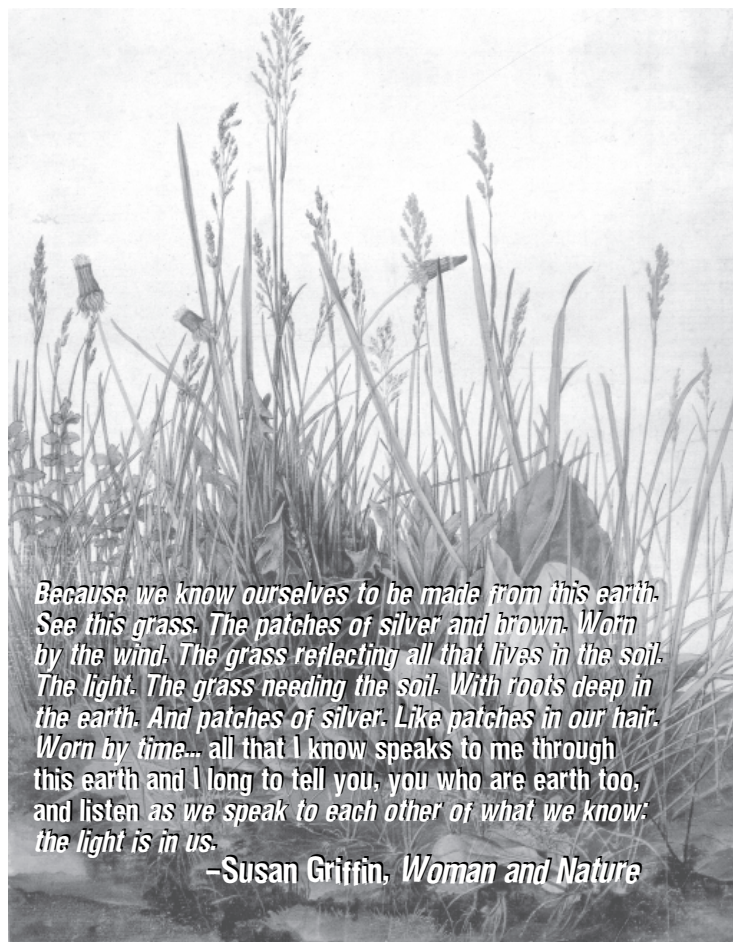 Because we know ourselves to be made from this earth.
See this grass. The patches of silver and brown. Worn
by the wind. The grass reflecting all that lives in the soil.
The light. The grass needing the soil. With roots deep in
the earth. And patches of silver. Like patches in our hair.
Worn by time... all that I know speaks to me through
this earth and I long to tell you, you who are earth too,
and listen as we speak to each other of what we know:
the light is in us.
–Susan Griffin, Woman and Nature